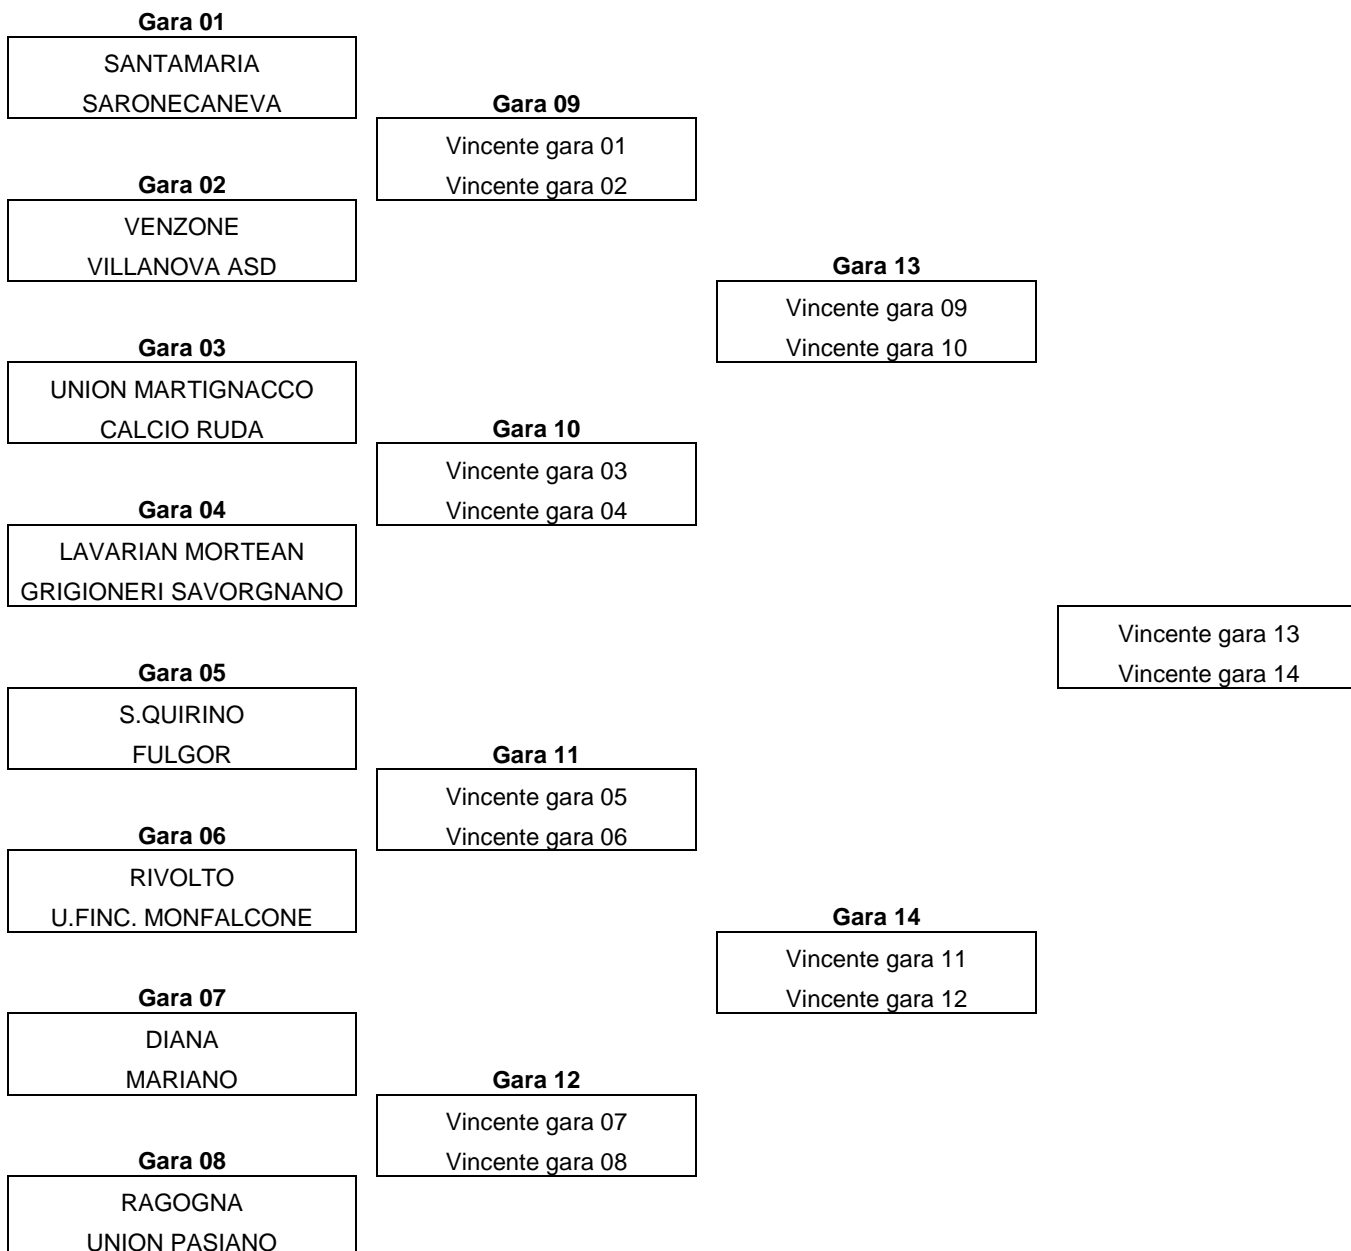 Gara 01
SANTAMARIA
SARONECANEVA
Gara 09
Vincente gara 01
Vincente gara 02
Gara 02
VENZONE
VILLANOVA ASD
Gara 13
Vincente gara 09
Vincente gara 10
Gara 03
UNION MARTIGNACCO
CALCIO RUDA
Gara 10
Vincente gara 03
Vincente gara 04
Gara 04
LAVARIAN MORTEAN
GRIGIONERI SAVORGNANO
Vincente gara 13
Vincente gara 14
Gara 05
S.QUIRINO
FULGOR
Gara 11
Vincente gara 05
Vincente gara 06
Gara 06
RIVOLTO
U.FINC. MONFALCONE
Gara 14
Vincente gara 11
Vincente gara 12
Gara 07
DIANA
MARIANO
Gara 12
Vincente gara 07
Vincente gara 08
Gara 08
RAGOGNA
UNION PASIANO